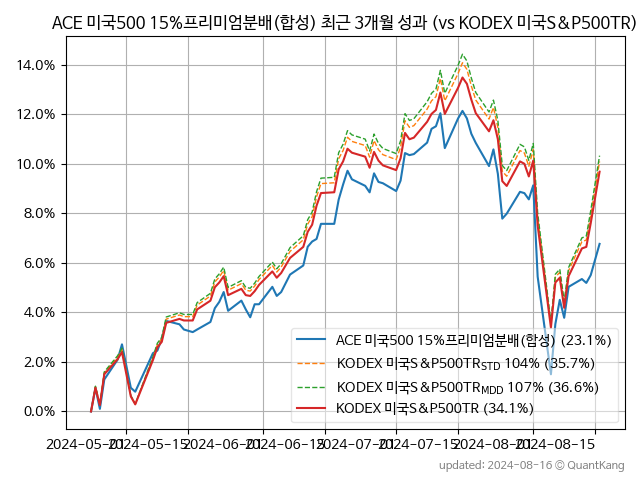 ACE 미국500 15%프리미엄분배(합성) 최근 3개월 성과 (vs KODEX 미국S&P500TR)
14.0%
12.0%
10.0%
8.0%
6.0%
4.0%
2.0%
0.0%
ACE 미국500 15%프리미엄분배(합성) (23.1%)
KODEX 미국S&P500TR_STD 104% (35.7%)
KODEX 미국S&P500TR_MDD 107% (36.6%)
KODEX 미국S&P500TR (34.1%)
2024-05-01 2024-05-15 2024-06-01 2024-06-15 2024-07-01 2024-07-15 2024-08-01 2024-08-15
updated: 2024-08-16 © QuantKang